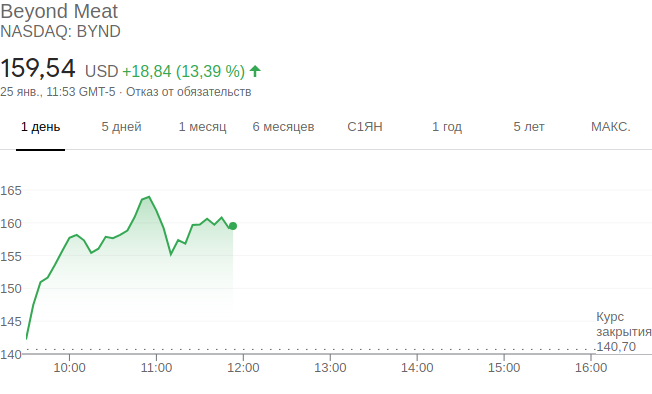 Beyond Meat
NASDAQ: BYND
159,54 USD +18,84 (13,39 %)
25 янв., 11:53 GMT-5 · Отказ от обязательств
1 день 5 дней 1 месяц 6 месяцев С1ЯН 1 год 5 лет МАКС.
165
160
155
150
145
140
Курс
закрытия
140,70
10:00 11:00 12:00 13:00 14:00 15:00 16:00